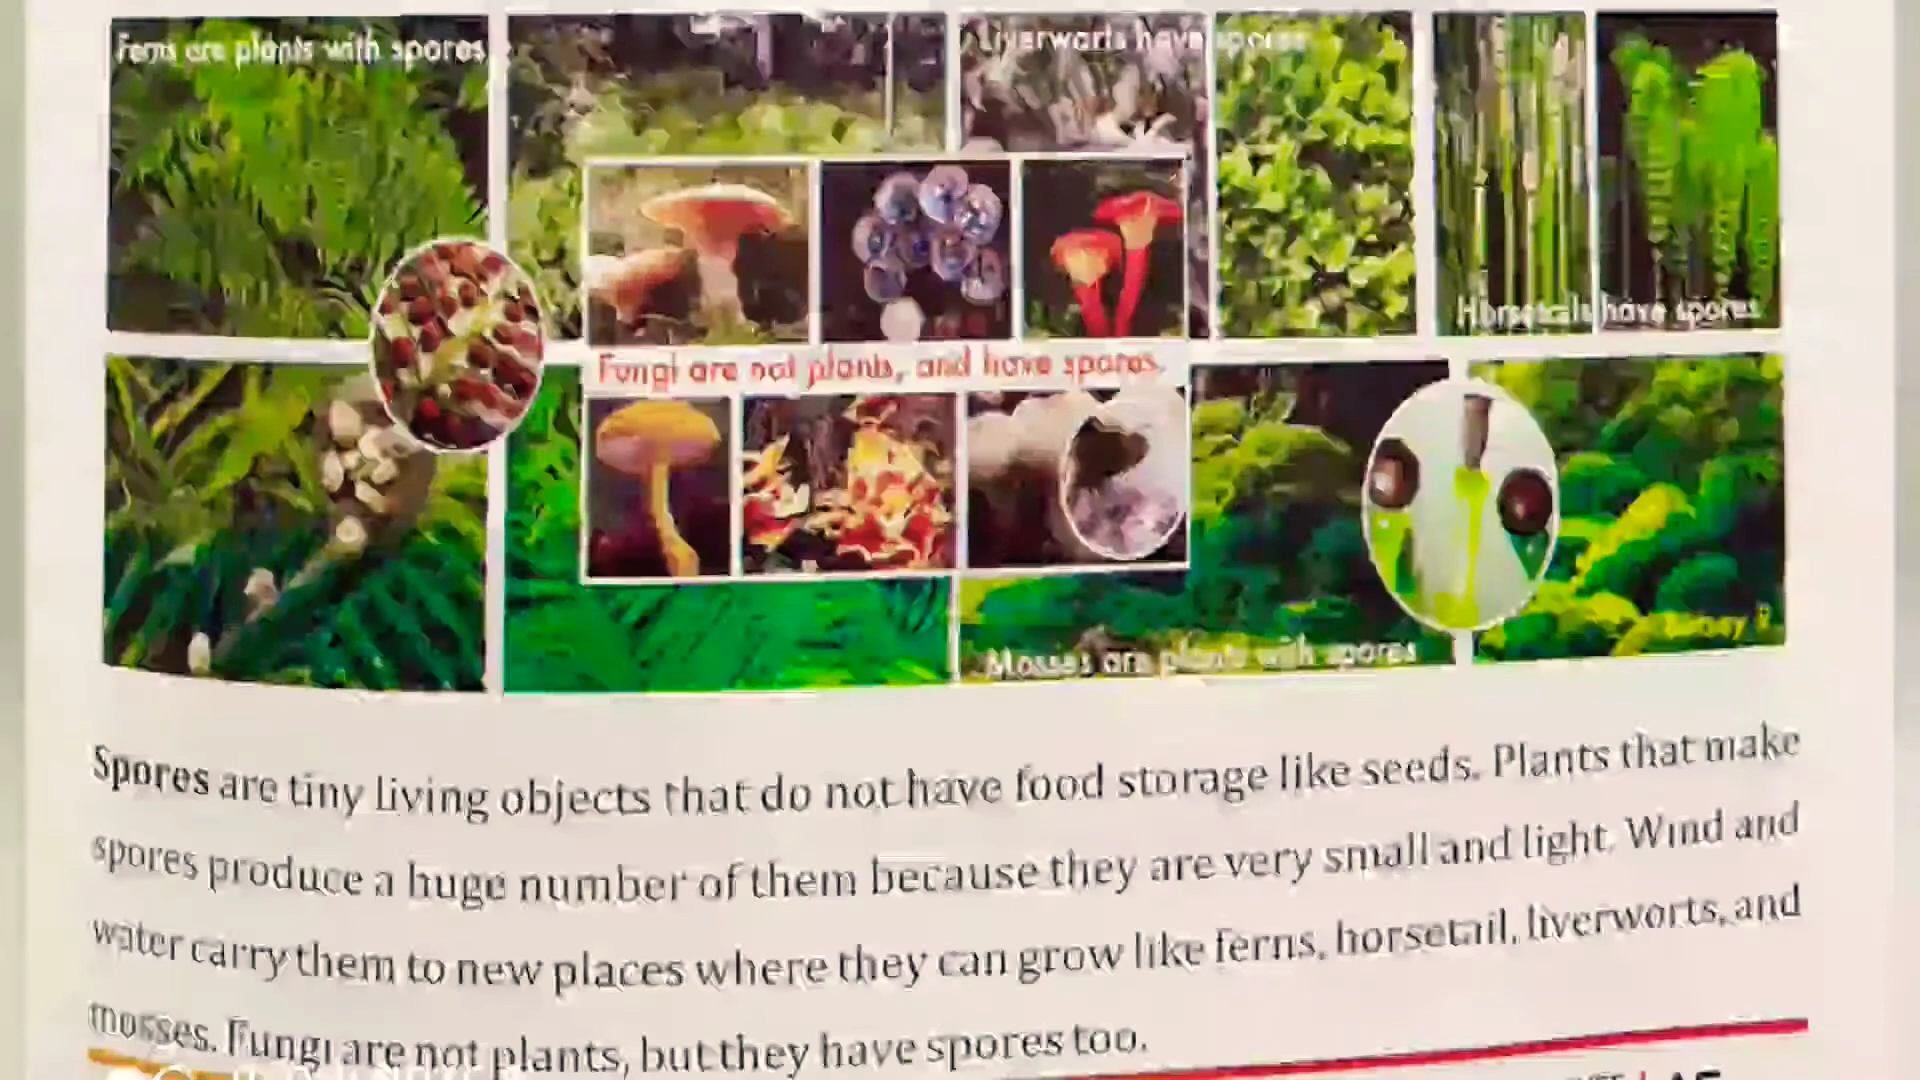 Ferns are plants with spores
Liverworts have spores
Horsetails have spores
Fungi are not plants, and have spores.
Mosses are plants with spores
Spores are tiny living objects that do not have food storage like seeds. Plants that make
spores produce a huge number of them because they are very small and light. Wind and
water carry them to new places where they can grow like ferns, horsetail, liverworts, and
mosses. Fungi are not plants, but they have spores too.